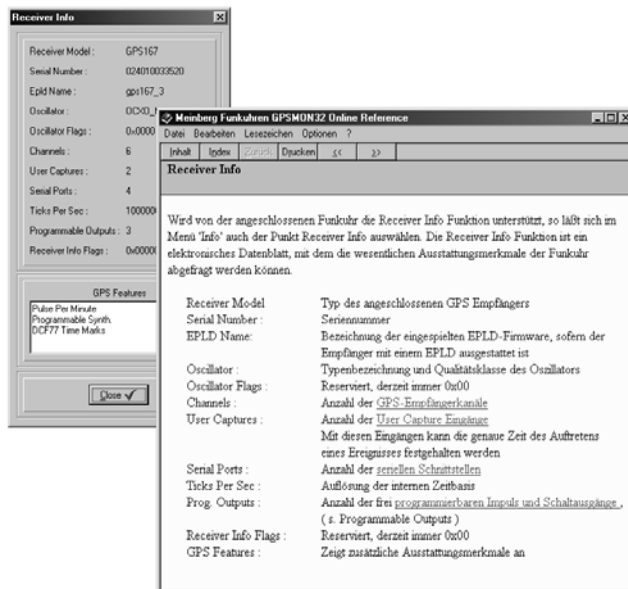 Receiver Info
Receiver Model : GPS167
Serial Number : 024010033520
Epld Name : gps167_3
Oscillator :
Oscillator Flags : 0x0000
Channels : 6
User Captures : 2
Serial Ports : 4
Ticks Per Sec :
Programmable Outputs : 3
Receiver Info Flags : 0x0000
GPS Features
Pulse Per Minute
Programmable Synth.
DCF77 Time Marks
Close
Meinberg Funkuhren GPSMON32 Online Reference
Datei Bearbeiten Lesezeichen Optionen ?
Inhalt Index Zurück Drucken << >>
Receiver Info
Wird von der angeschlossenen Funkuhr die Receiver Info Funktion unterstützt, so läßt sich im
Menü 'Info' auch der Punkt Receiver Info auswählen. Die Receiver Info Funktion ist ein
elektronisches Datenblatt, mit dem die wesentlichen Ausstattungsmerkmale der Funkuhr
abgefragt werden können.
Receiver Model Typ des angeschlossenen GPS Empfängers
Serial Number : Seriennummer
EPLD Name: Bezeichnung der eingespielten EPLD-Firmware, sofern der
Empfänger mit einem EPLD ausgestattet ist
Oscillator : Typenbezeichnung und Qualitätsklasse des Oszillators
Oscillator Flags : Reserviert, derzeit immer 0x00
Channels : Anzahl der GPS-Empfängerkanäle
User Captures : Anzahl der User Capture Eingänge
Mit diesen Eingängen kann die genaue Zeit des Auftretens
eines Ereignisses festgehalten werden
Serial Ports : Anzahl der seriellen Schnittstellen
Ticks Per Sec : Auflösung der internen Zeitbasis
Prog. Outputs : Anzahl der frei programmierbaren Impuls und Schaltausgänge ,
( s. Programmable Outputs )
Receiver Info Flags : Reserviert, derzeit immer 0x00
GPS Features : Zeigt zusätzliche Ausstattungsmerkmale an